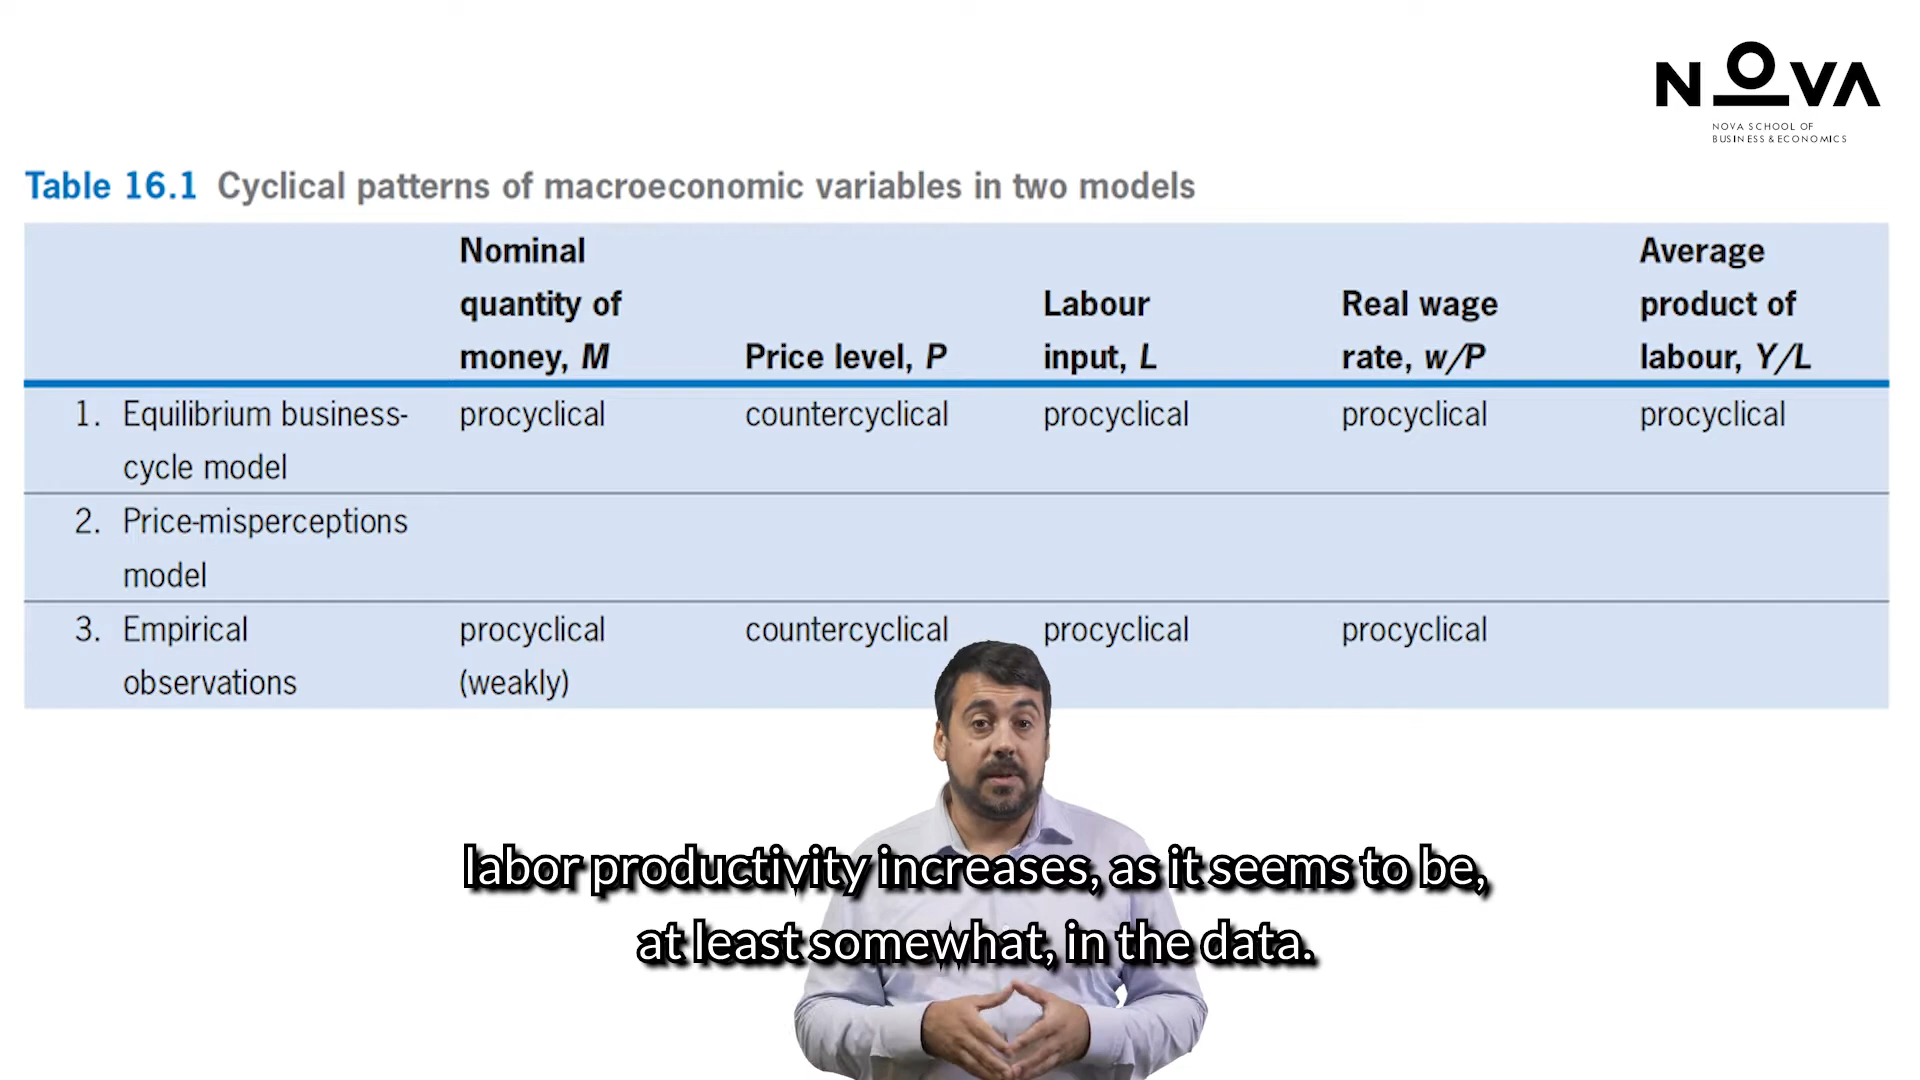 NOVA
NOVA SCHOOL OF
BUSINESS & ECONOMICS
Table 16.1 Cyclical patterns of macroeconomic variables in two models
Nominal quantity of money, M
Price level, P
Labour input, L
Real wage rate, w/P
Average product of labour, Y/L
1. Equilibrium business-cycle model procyclical countercyclical procyclical procyclical procyclical
2. Price-misperceptions model
3. Empirical observations procyclical (weakly) countercyclical procyclical procyclical
labor productivity increases, as it seems to be,
at least somewhat, in the data.